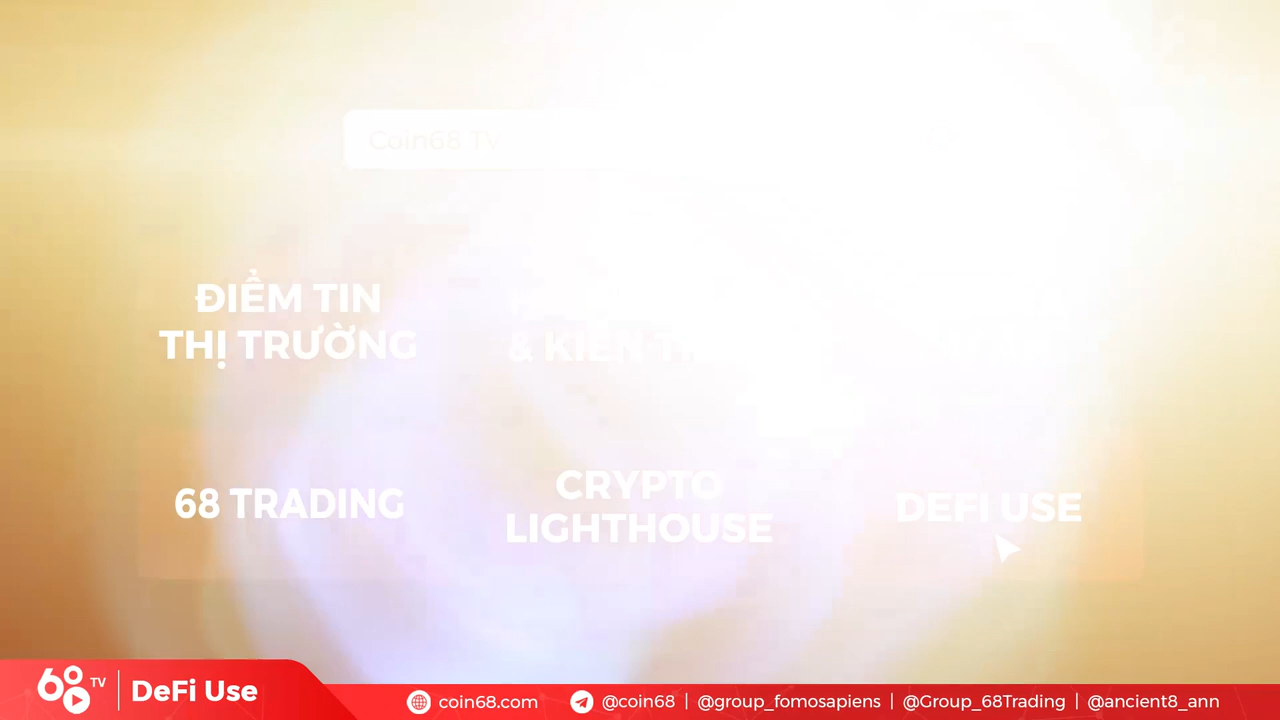 Coin68 TV
ĐIỂM TIN
THỊ TRƯỜNG
& KIẾN
68 TRADING
CRYPTO
LIGHTHOUSE
DEFI USE
68 TV DeFi Use
coin68.com @coin68 | @group_fomosapiens | @Group_68Trading | @ancient8_ann